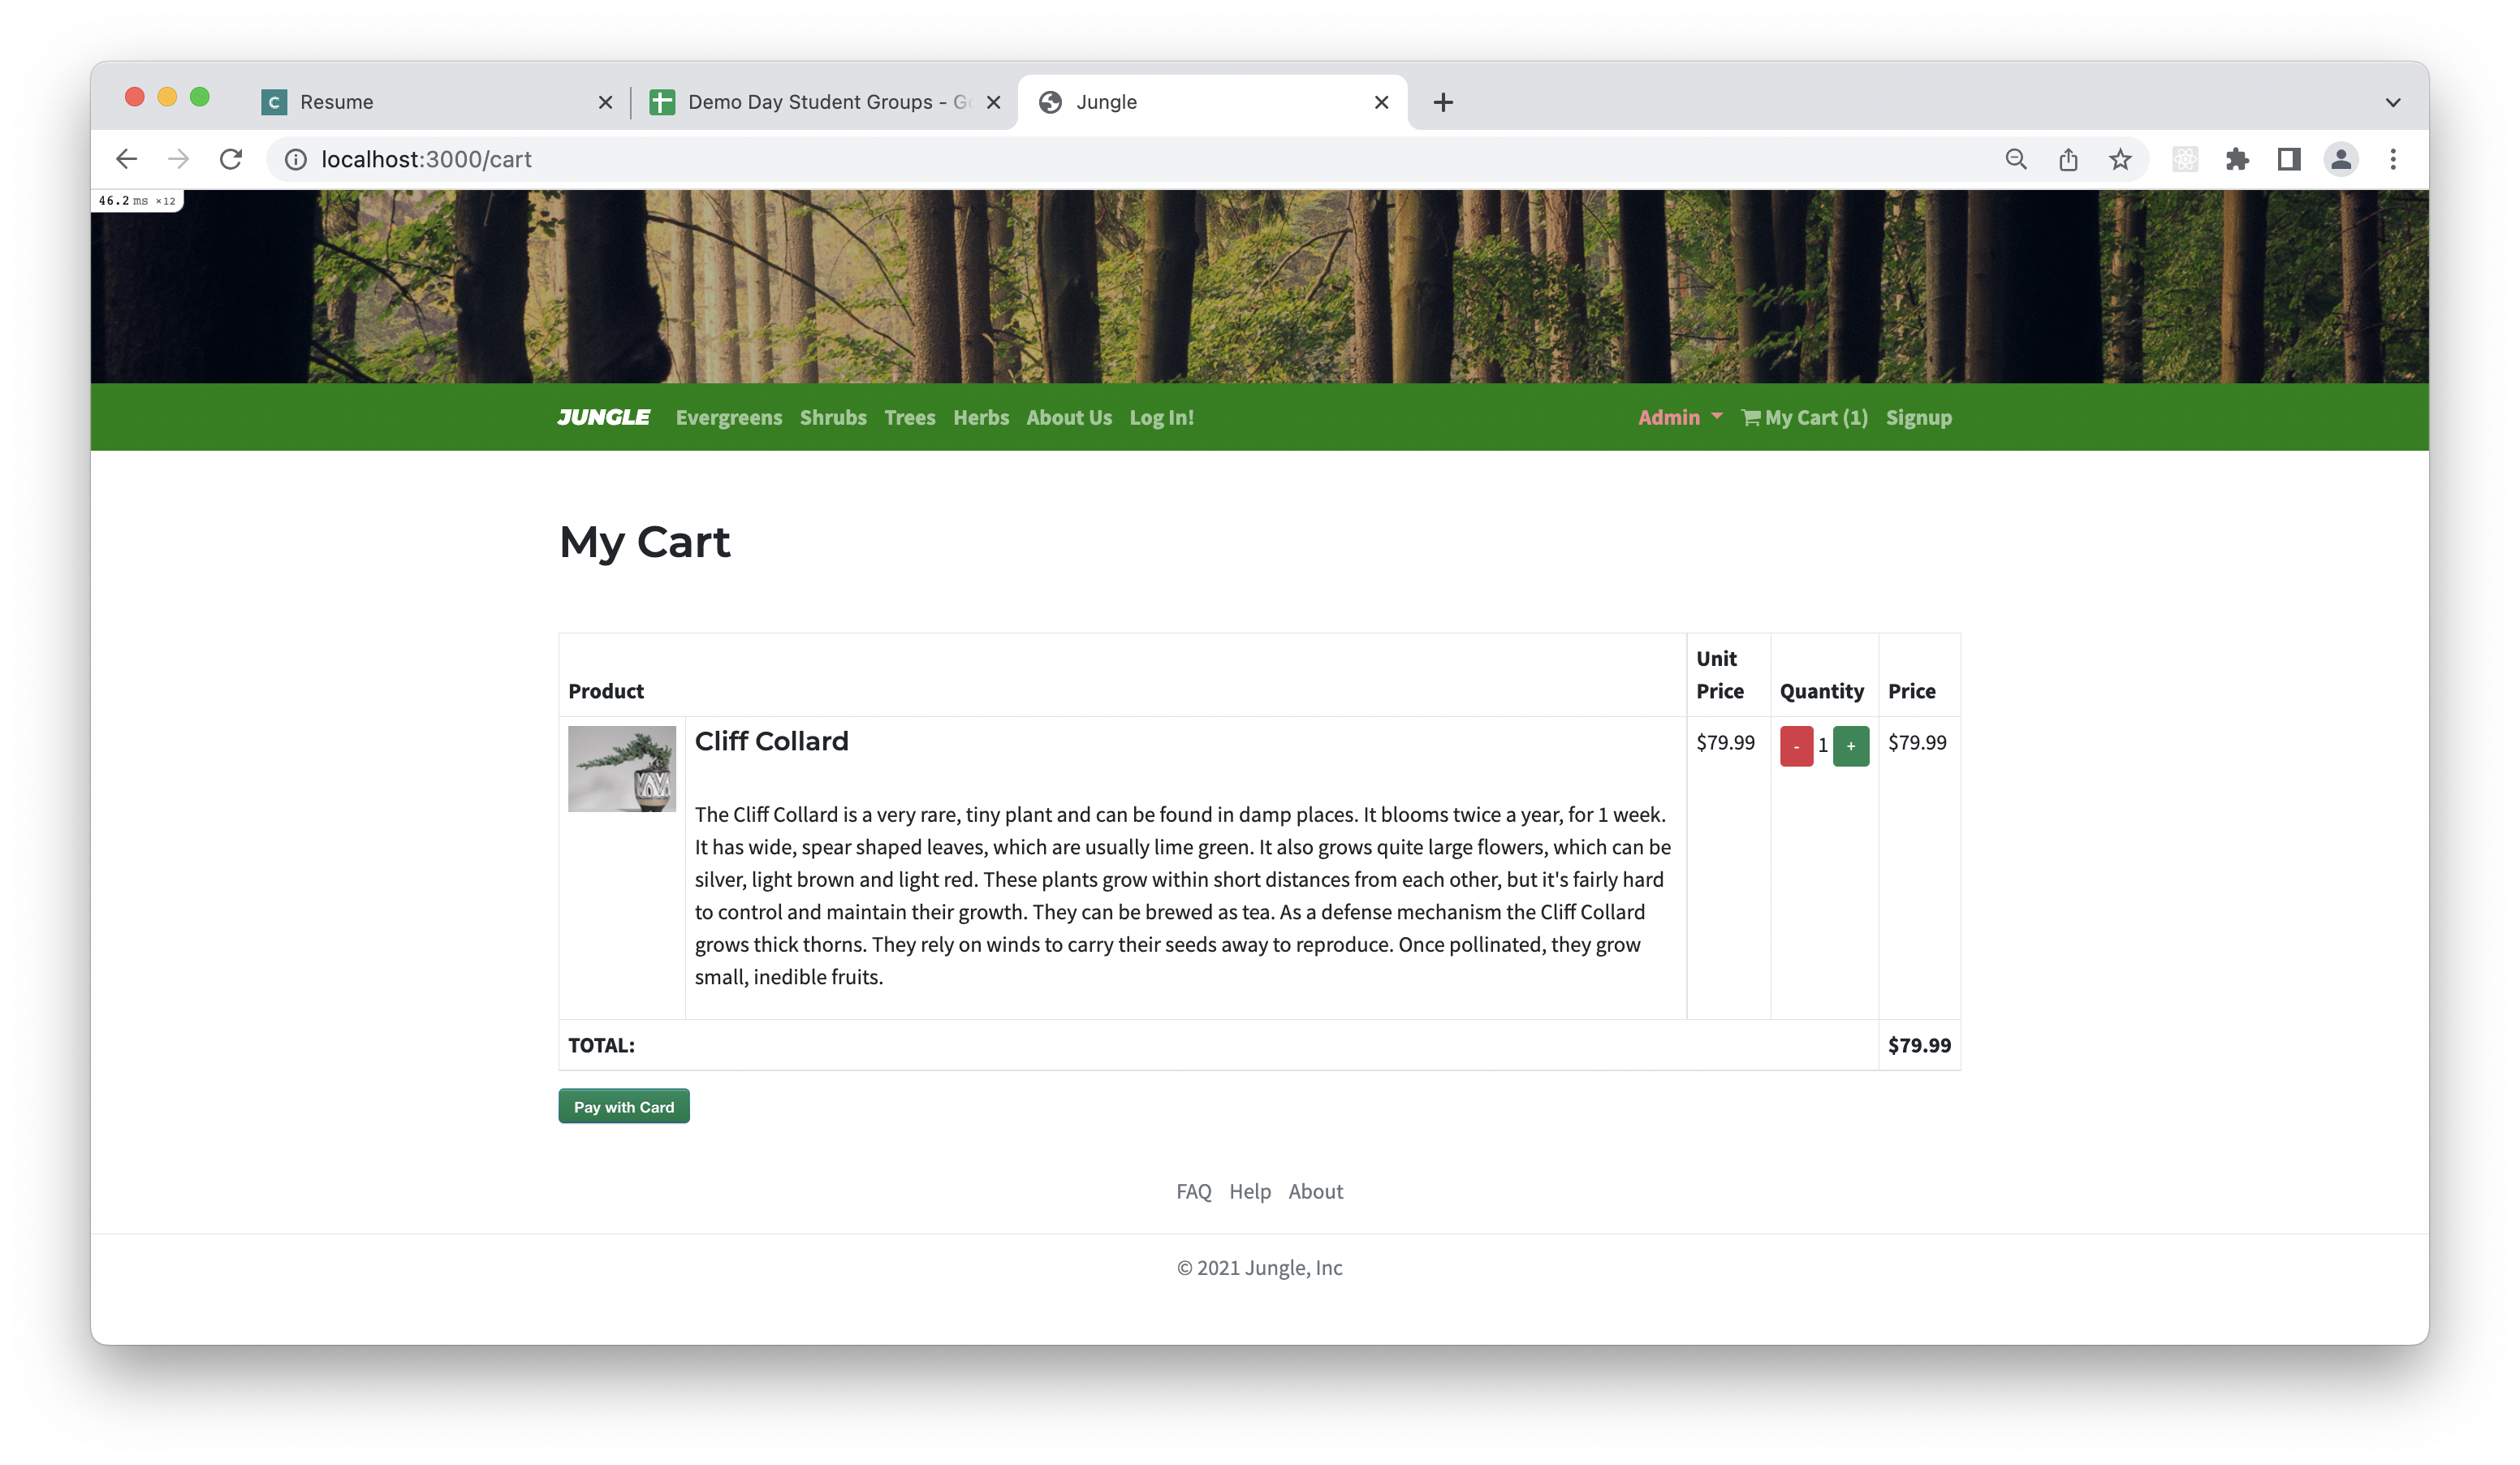 C Resume
Demo Day Student Groups - G
Jungle
localhost:3000/cart
46.2 ms ×12
JUNGLE Evergreens Shrubs Trees Herbs About Us Log In! Admin My Cart (1) Signup
My Cart
Product Unit Price Quantity Price
Cliff Collard $79.99 - 1 + $79.99
The Cliff Collard is a very rare, tiny plant and can be found in damp places. It blooms twice a year, for 1 week.
It has wide, spear shaped leaves, which are usually lime green. It also grows quite large flowers, which can be
silver, light brown and light red. These plants grow within short distances from each other, but it's fairly hard
to control and maintain their growth. They can be brewed as tea. As a defense mechanism the Cliff Collard
grows thick thorns. They rely on winds to carry their seeds away to reproduce. Once pollinated, they grow
small, inedible fruits.
TOTAL: $79.99
Pay with Card
FAQ Help About
© 2021 Jungle, Inc